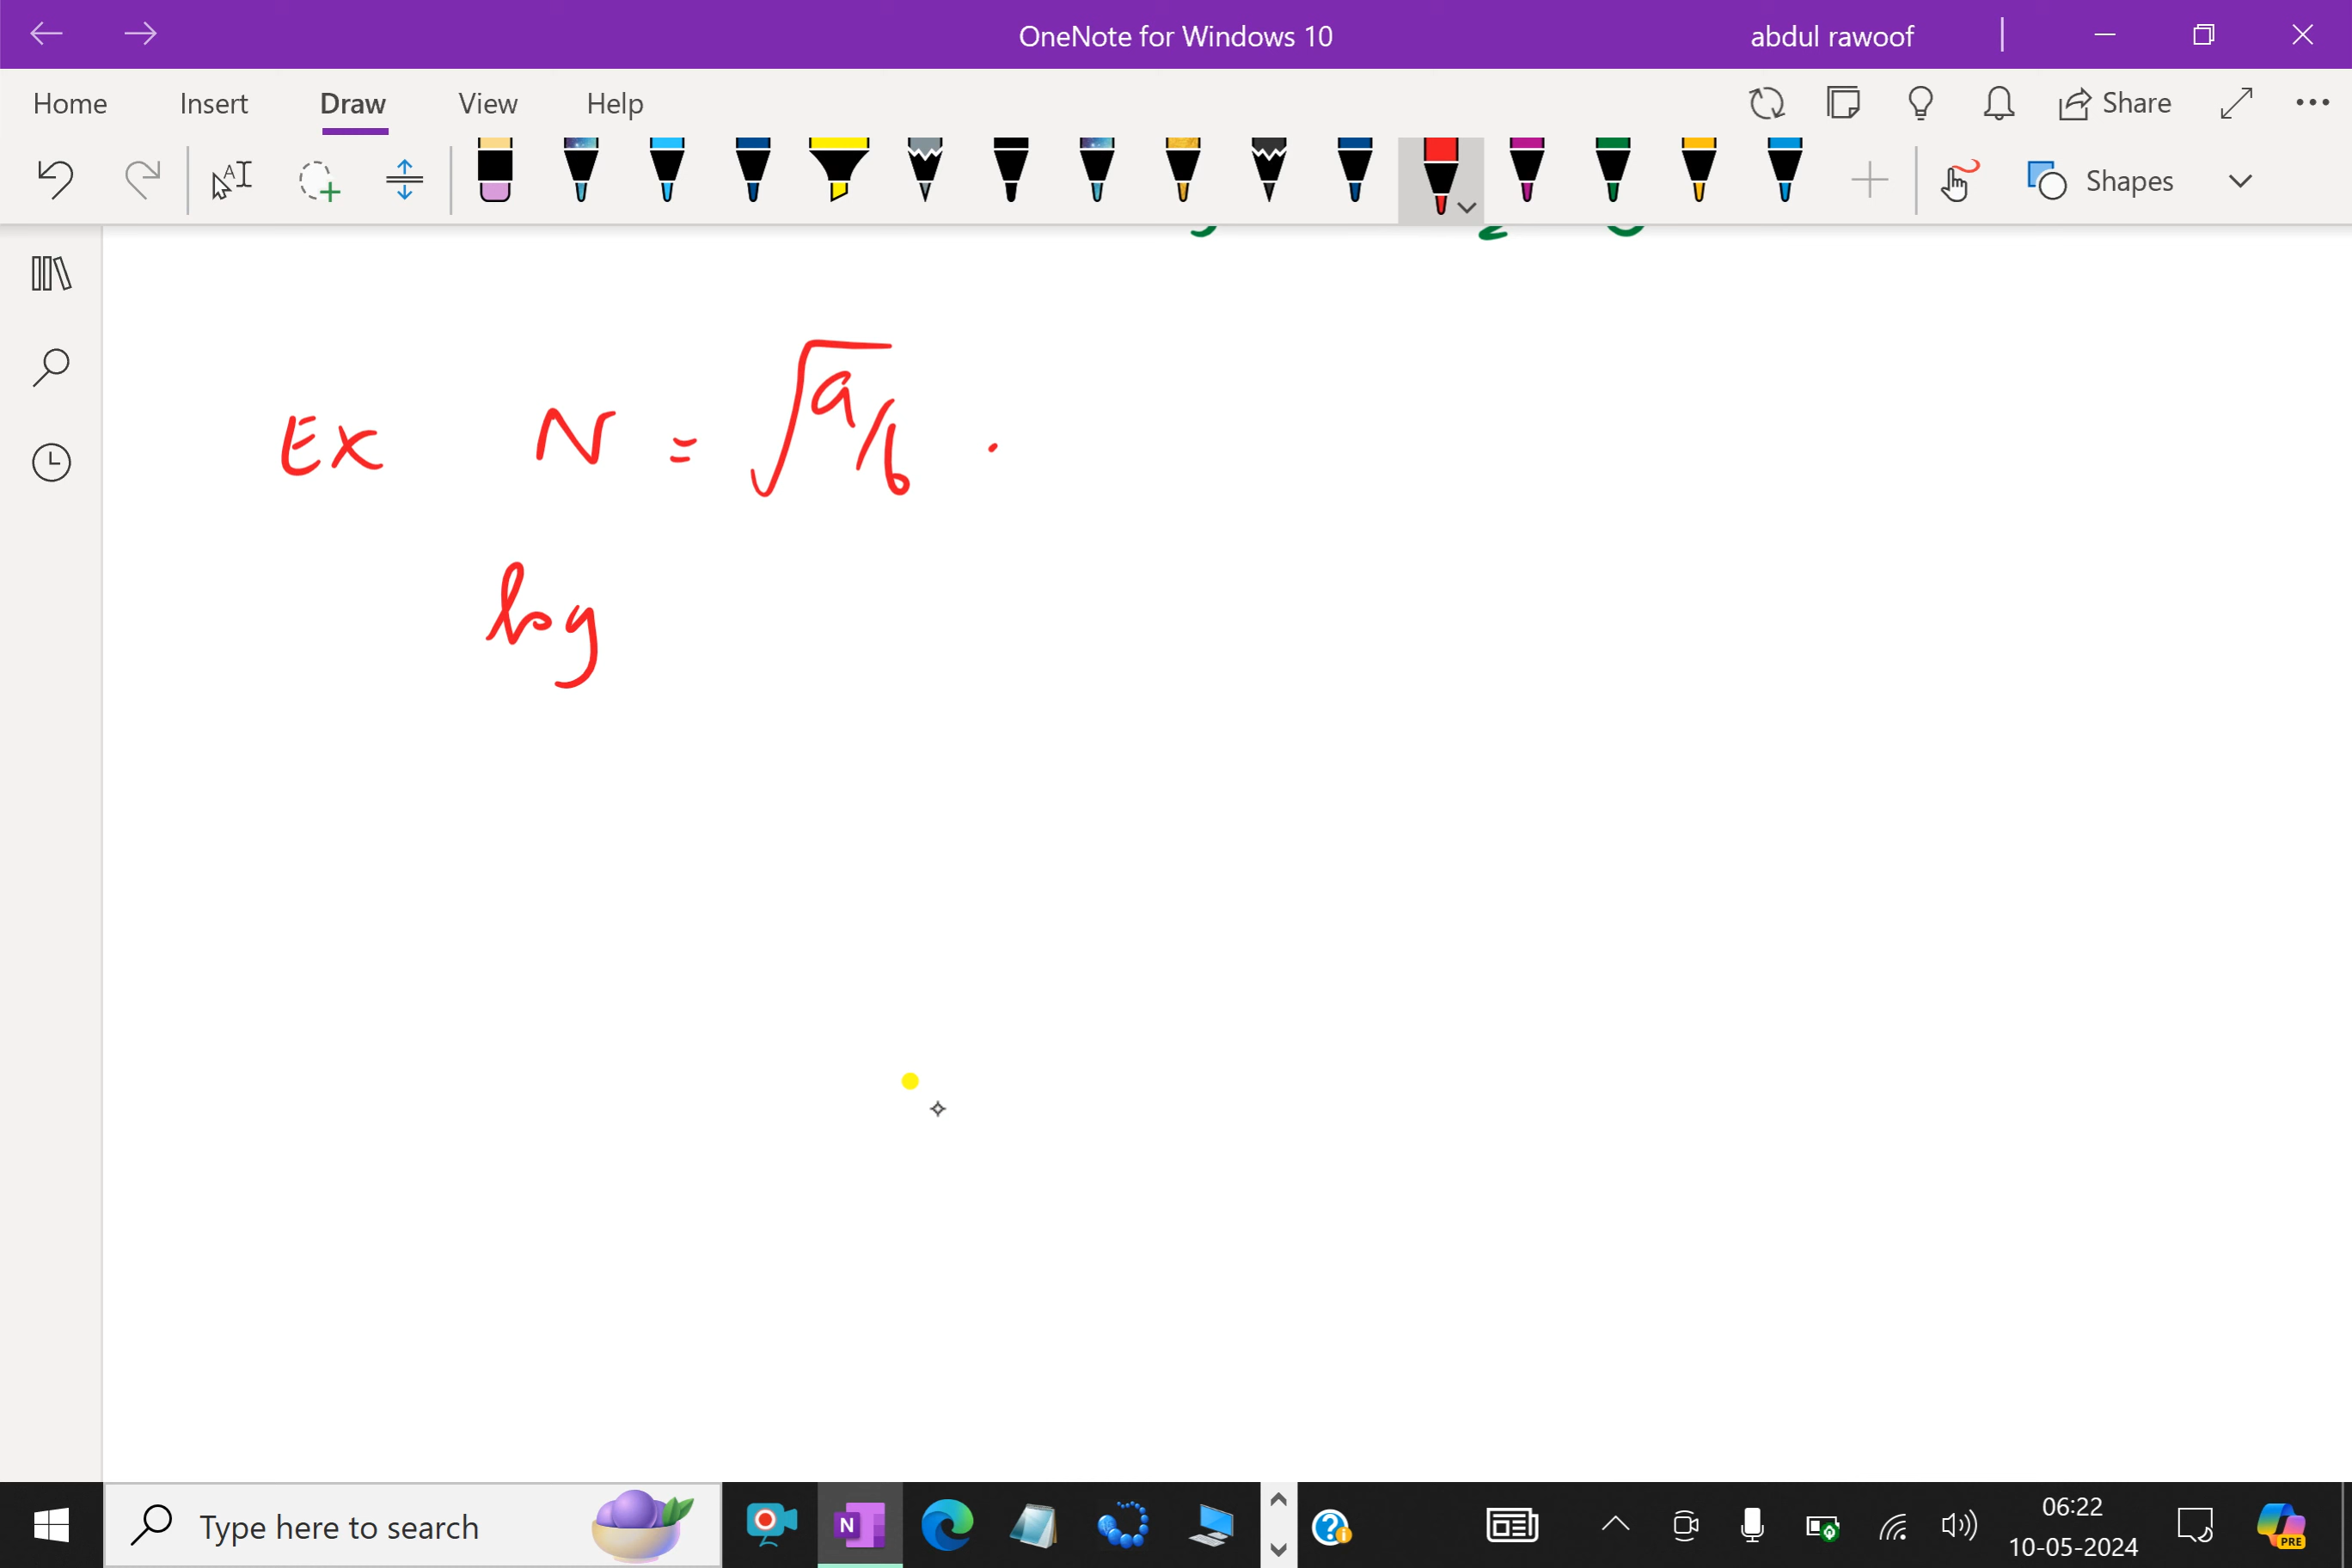 OneNote for Windows 10 abdul rawoof
Home Insert Draw View Help Share
Shapes
Ex N = √a/b .
log
Type here to search N PRE
06:22
10-05-2024